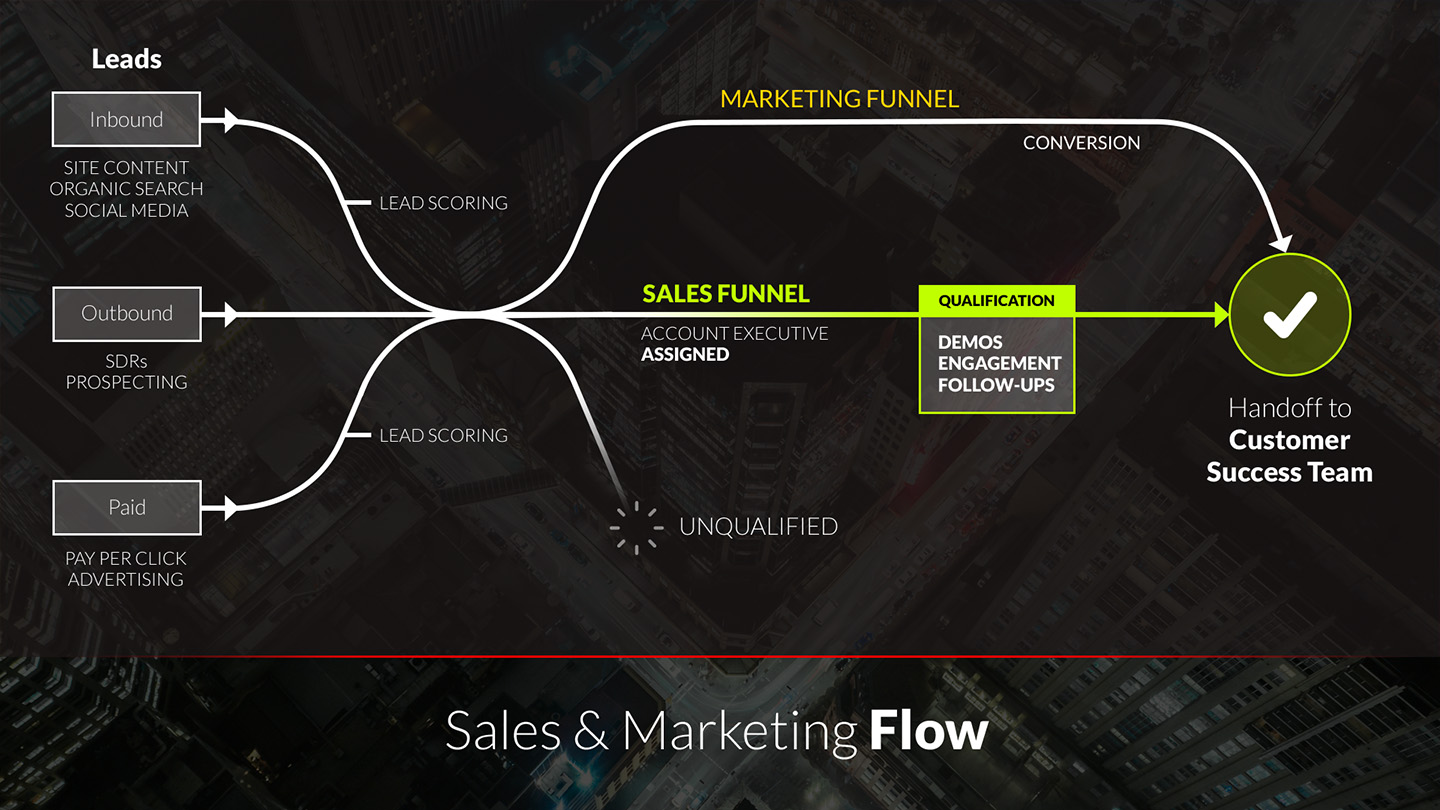 Leads
Inbound
SITE CONTENT
ORGANIC SEARCH
SOCIAL MEDIA
LEAD SCORING
Outbound
SDRs
PROSPECTING
LEAD SCORING
Paid
PAY PER CLICK
ADVERTISING
MARKETING FUNNEL
CONVERSION
SALES FUNNEL
ACCOUNT EXECUTIVE
ASSIGNED
QUALIFICATION
DEMOS
ENGAGEMENT
FOLLOW-UPS
UNQUALIFIED
Handoff to
Customer
Success Team
Sales & Marketing Flow